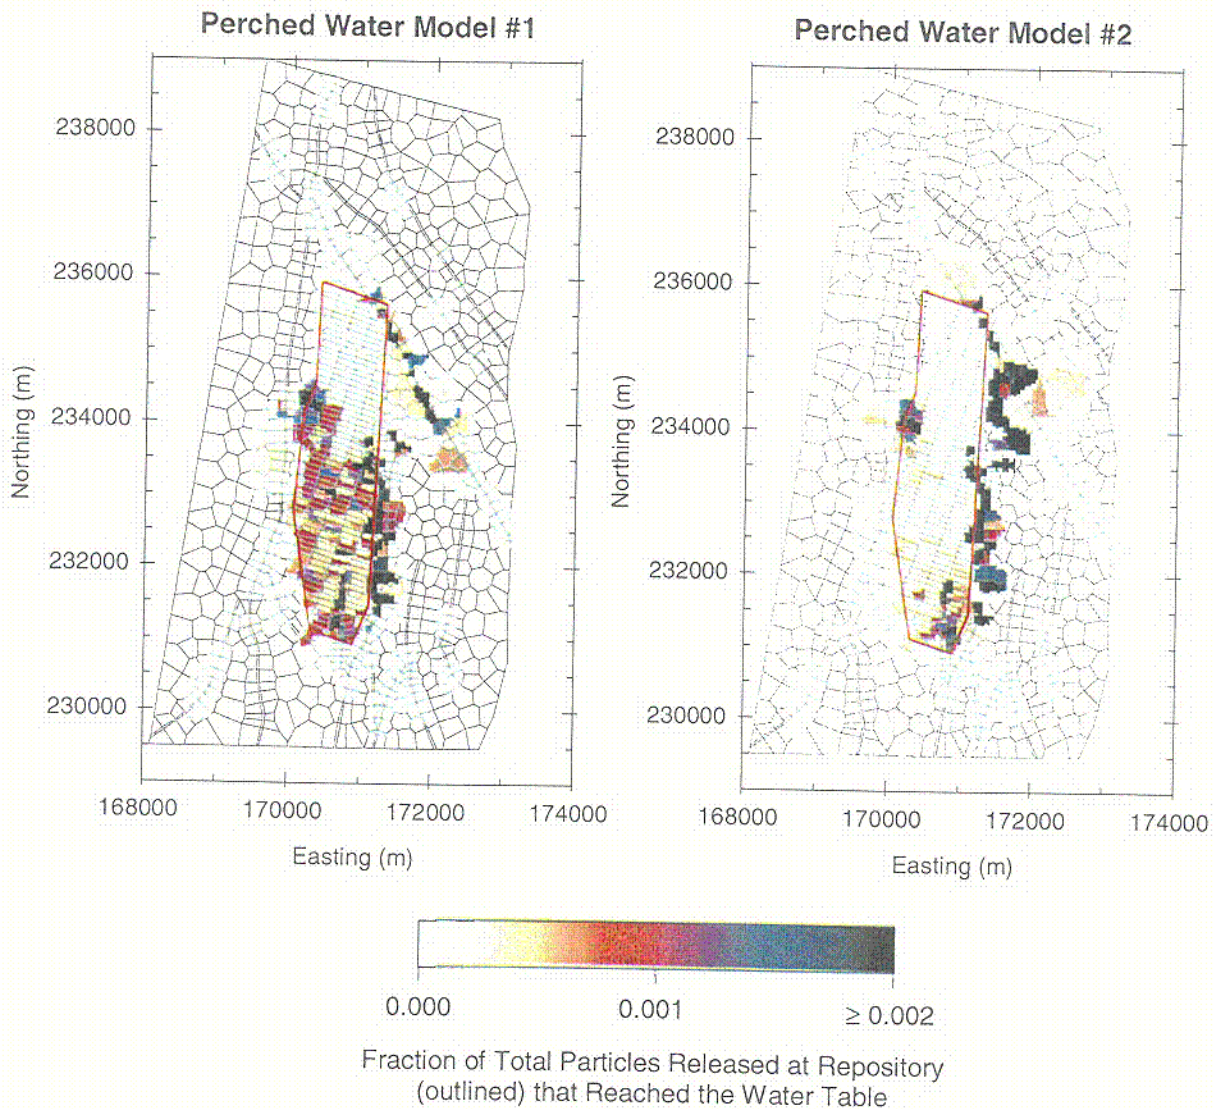 Perched Water Model #1
Perched Water Model #2
238000
236000
234000
232000
230000
Northing (m)
168000
170000
172000
174000
Easting (m)
238000
236000
234000
232000
230000
Northing (m)
168000
170000
172000
174000
Easting (m)
0.000
0.001
≥ 0.002
Fraction of Total Particles Released at Repository
(outlined) that Reached the Water Table